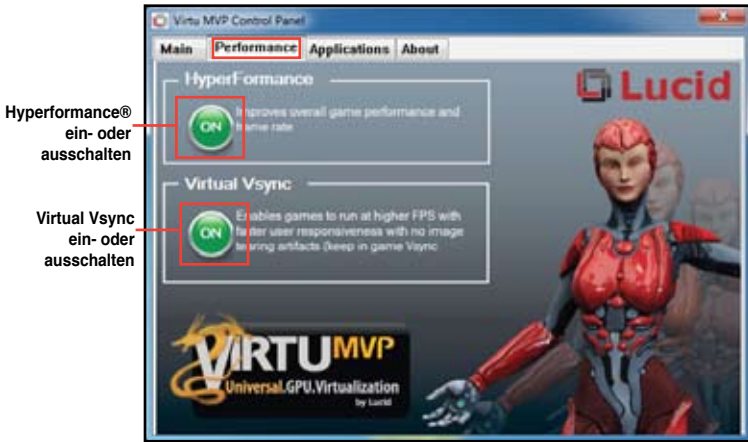 Virtu MVP Control Panel
Main Performance Applications About
HyperFormance
Lucid
ON
Improves overall game performance and
frame rate
Hyperformance®
ein- oder
ausschalten
Virtual Vsync
ON
Enables games to run at higher FPS with
faster user responsiveness with no image
tearing artifacts (keep in game Vsync
Virtual Vsync
ein- oder
ausschalten
VIRTUMVP
Universal.GPU.Virtualization
by Lucid